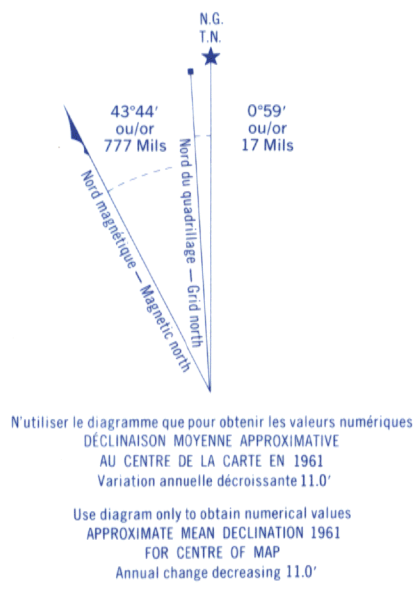 N.G.
T.N.
43°44′
ou/or
777 Mils
0°59′
ou/or
17 Mils
Nord magnétique — Magnetic north
Nord du quadrillage — Grid north
N'utiliser le diagramme que pour obtenir les valeurs numériques
DÉCLINAISON MOYENNE APPROXIMATIVE
AU CENTRE DE LA CARTE EN 1961
Variation annuelle décroissante 11.0′
Use diagram only to obtain numerical values
APPROXIMATE MEAN DECLINATION 1961
FOR CENTRE OF MAP
Annual change decreasing 11.0′